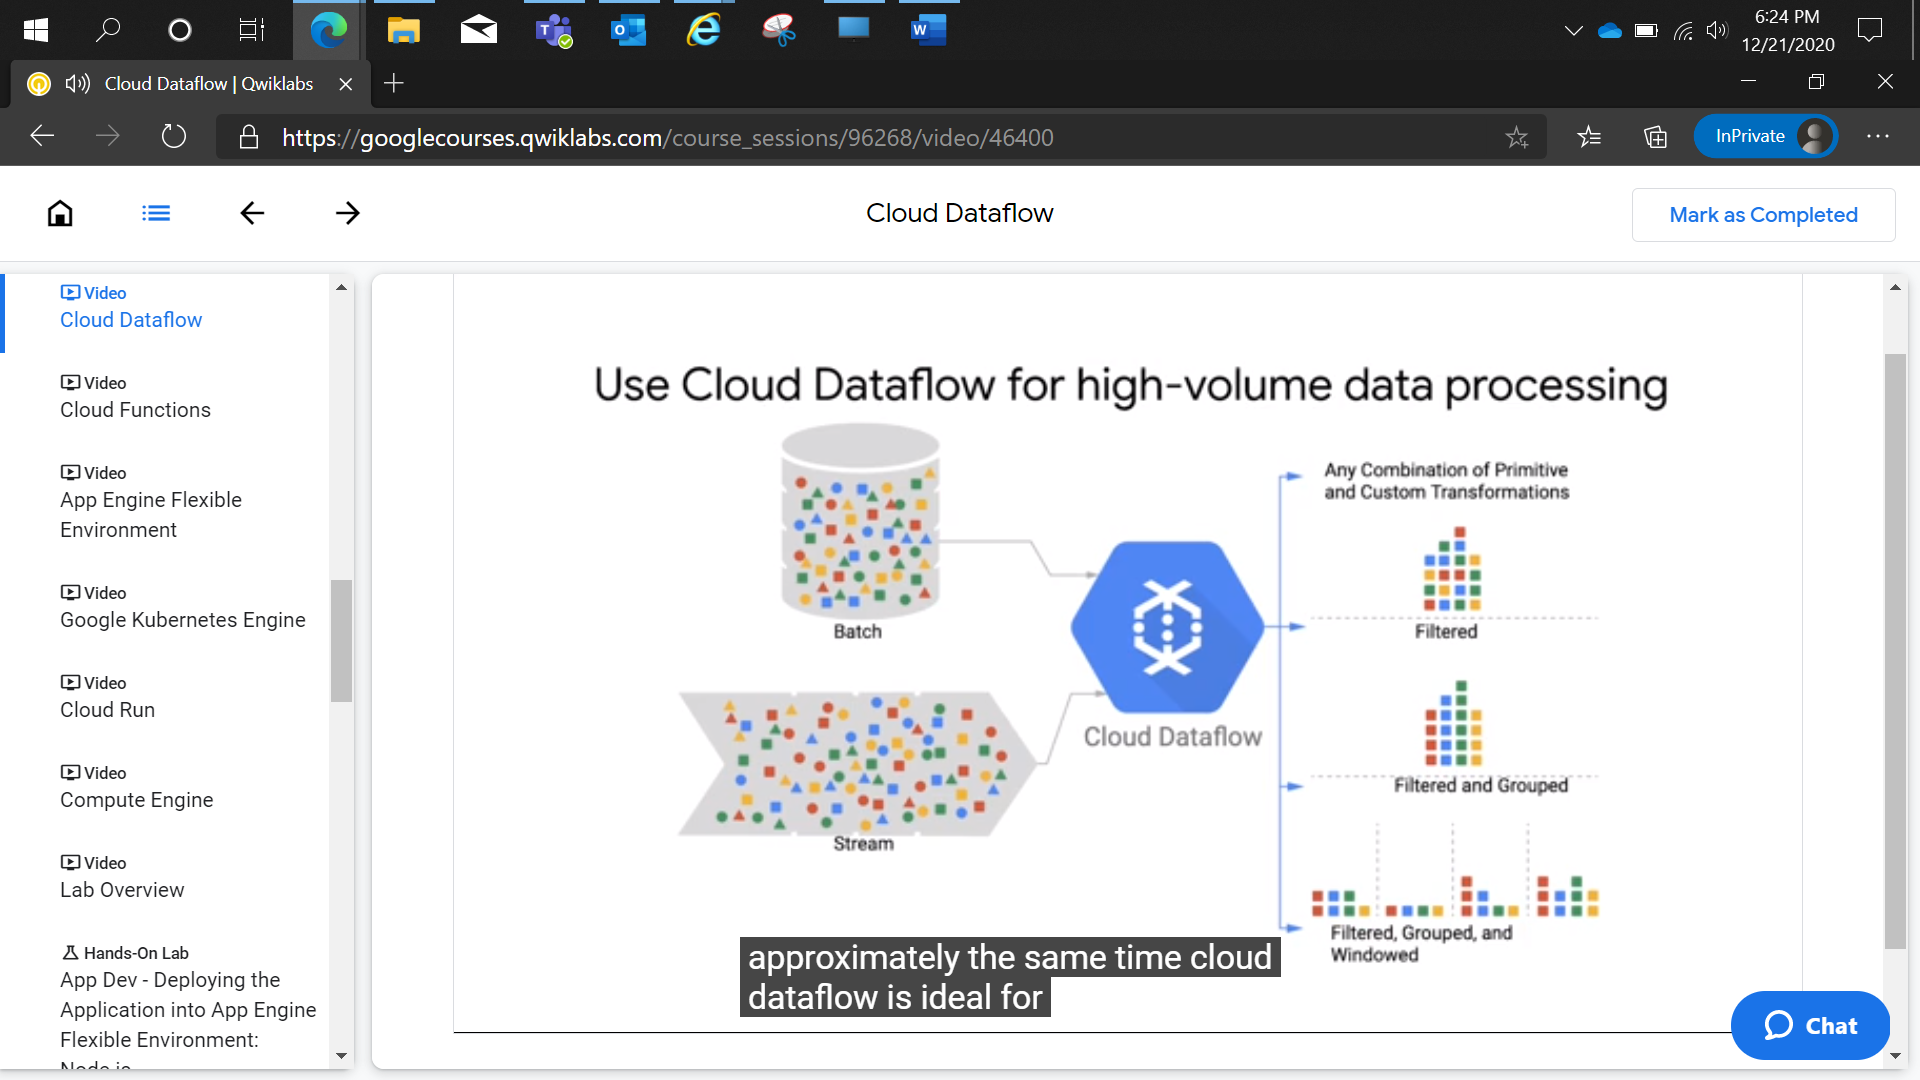 6:24 PM
12/21/2020
Cloud Dataflow | Qwiklabs
https://googlecourses.qwiklabs.com/course_sessions/96268/video/46400
InPrivate
Cloud Dataflow
Mark as Completed
Video
Cloud Dataflow
Video
Cloud Functions
Video
App Engine Flexible
Environment
Video
Google Kubernetes Engine
Video
Cloud Run
Video
Compute Engine
Video
Lab Overview
Hands-On Lab
App Dev - Deploying the
Application into App Engine
Flexible Environment:
Use Cloud Dataflow for high-volume data processing
Batch
Stream
Cloud Dataflow
Any Combination of Primitive
and Custom Transformations
Filtered
Filtered and Grouped
Filtered, Grouped, and
Windowed
approximately the same time cloud
dataflow is ideal for
Chat